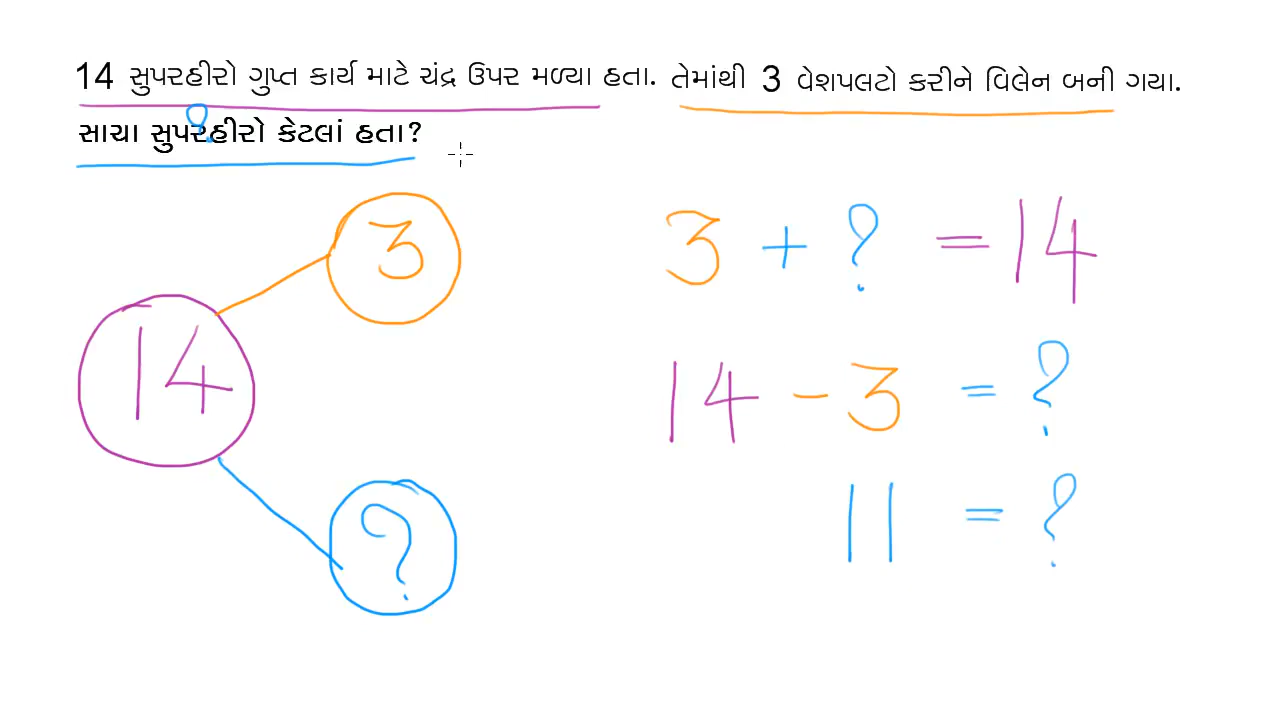 14 સુપરહીરો ગુપ્ત કાર્ય માટે ચંદ્ર ઉપર મળ્યા હતા. તેમાંથી 3 વેશપલટો કરીને વિલેન બની ગયા.
?
સાચા સુપરહીરો કેટલાં હતા?
3
14
?
3 + ? = 14
14 - 3 = ?
11 = ?